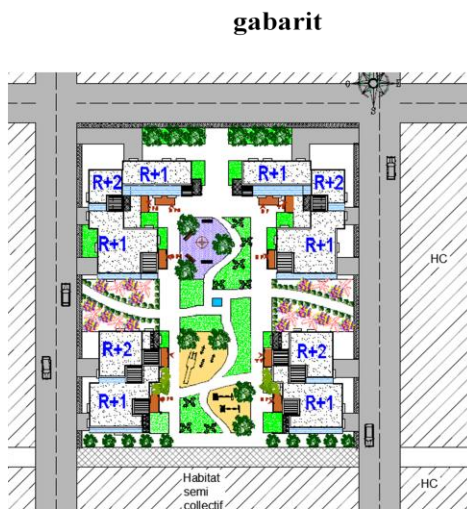 gabarit
O E
S
R+2 R+1 R+1 R+2
R+1 R+1
HC
R+2 R+2
R+1 R+1
Habitat
semi
collectif
HC